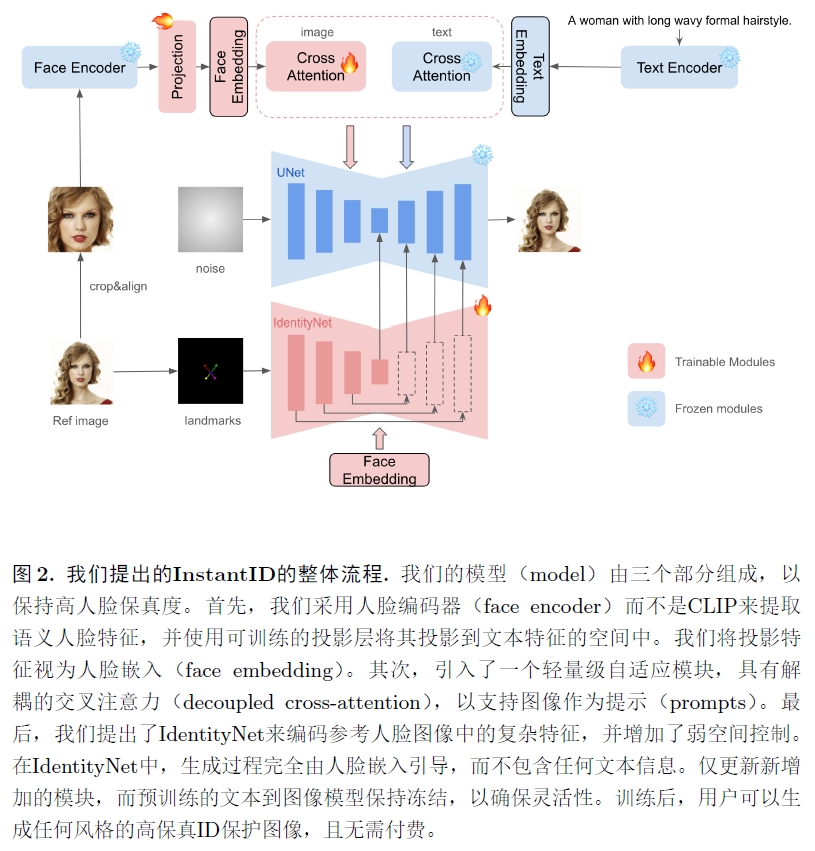 A woman with long wavy formal hairstyle.
image
text
Face Encoder
Projection
Face
Embedding
Cross
Attention
Cross
Attention
Text
Embedding
Text Encoder
UNet
noise
crop&align
IdentityNet
Ref image
landmarks
Face
Embedding
Trainable Modules
Frozen modules
图 2. 我们提出的InstantID的整体流程. 我们的模型（model）由三个部分组成，以
保持高人脸保真度。首先，我们采用人脸编码器（face encoder）而不是CLIP来提取
语义人脸特征，并使用可训练的投影层将其投影到文本特征的空间中。我们将投影特
征视为人脸嵌入（face embedding）。其次，引入了一个轻量级自适应模块，具有解
耦的交叉注意力（decoupled cross-attention），以支持图像作为提示（prompts）。最
后，我们提出了IdentityNet来编码参考人脸图像中的复杂特征，并增加了弱空间控制。
在IdentityNet中，生成过程完全由人脸嵌入引导，而不包含任何文本信息。仅更新新增
加的模块，而预训练的文本到图像模型保持冻结，以确保灵活性。训练后，用户可以生
成任何风格的高保真ID保护图像，且无需付费。